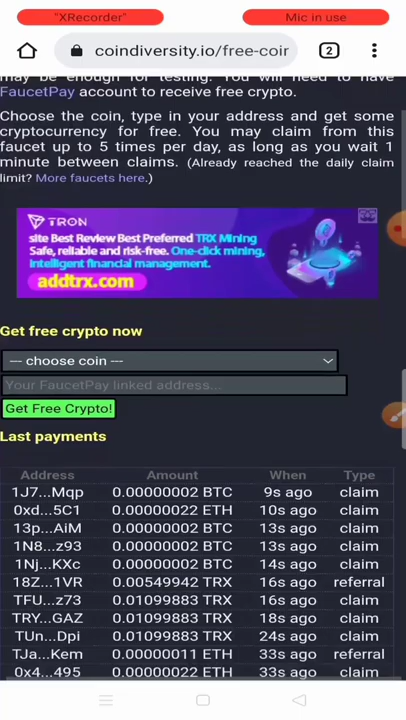 "XRecorder"
Mic in use
coindiversity.io/free-coir
2
may be enough for testing. You will need to have
FaucetPay account to receive free crypto.
Choose the coin, type in your address and get some
cryptocurrency for free. You may claim from this
faucet up to 5 times per day, as long as you wait 1
minute between claims. (Already reached the daily claim
limit? More faucets here.)
TRON
site Best Review Best Preferred TRX Mining
Safe, reliable and risk-free. One-click mining,
Intelligent financial management.
addtrx.com
Get free crypto now
--- choose coin ---
Your FaucetPay linked address...
Get Free Crypto!
Last payments
Address Amount When Type
1J7...Mqp 0.00000002 BTC 9s ago claim
0xd...5C1 0.00000022 ETH 10s ago claim
13p...AiM 0.00000002 BTC 13s ago claim
1N8...z93 0.00000002 BTC 13s ago claim
1Nj...KXc 0.00000002 BTC 14s ago claim
18Z...1VR 0.00549942 TRX 16s ago referral
TFU...z73 0.01099883 TRX 16s ago claim
TRY...GAZ 0.01099883 TRX 18s ago claim
TUn...Dpi 0.01099883 TRX 24s ago claim
TJa...Kem 0.00000011 ETH 33s ago referral
0x4...495 0.00000022 ETH 33s ago claim